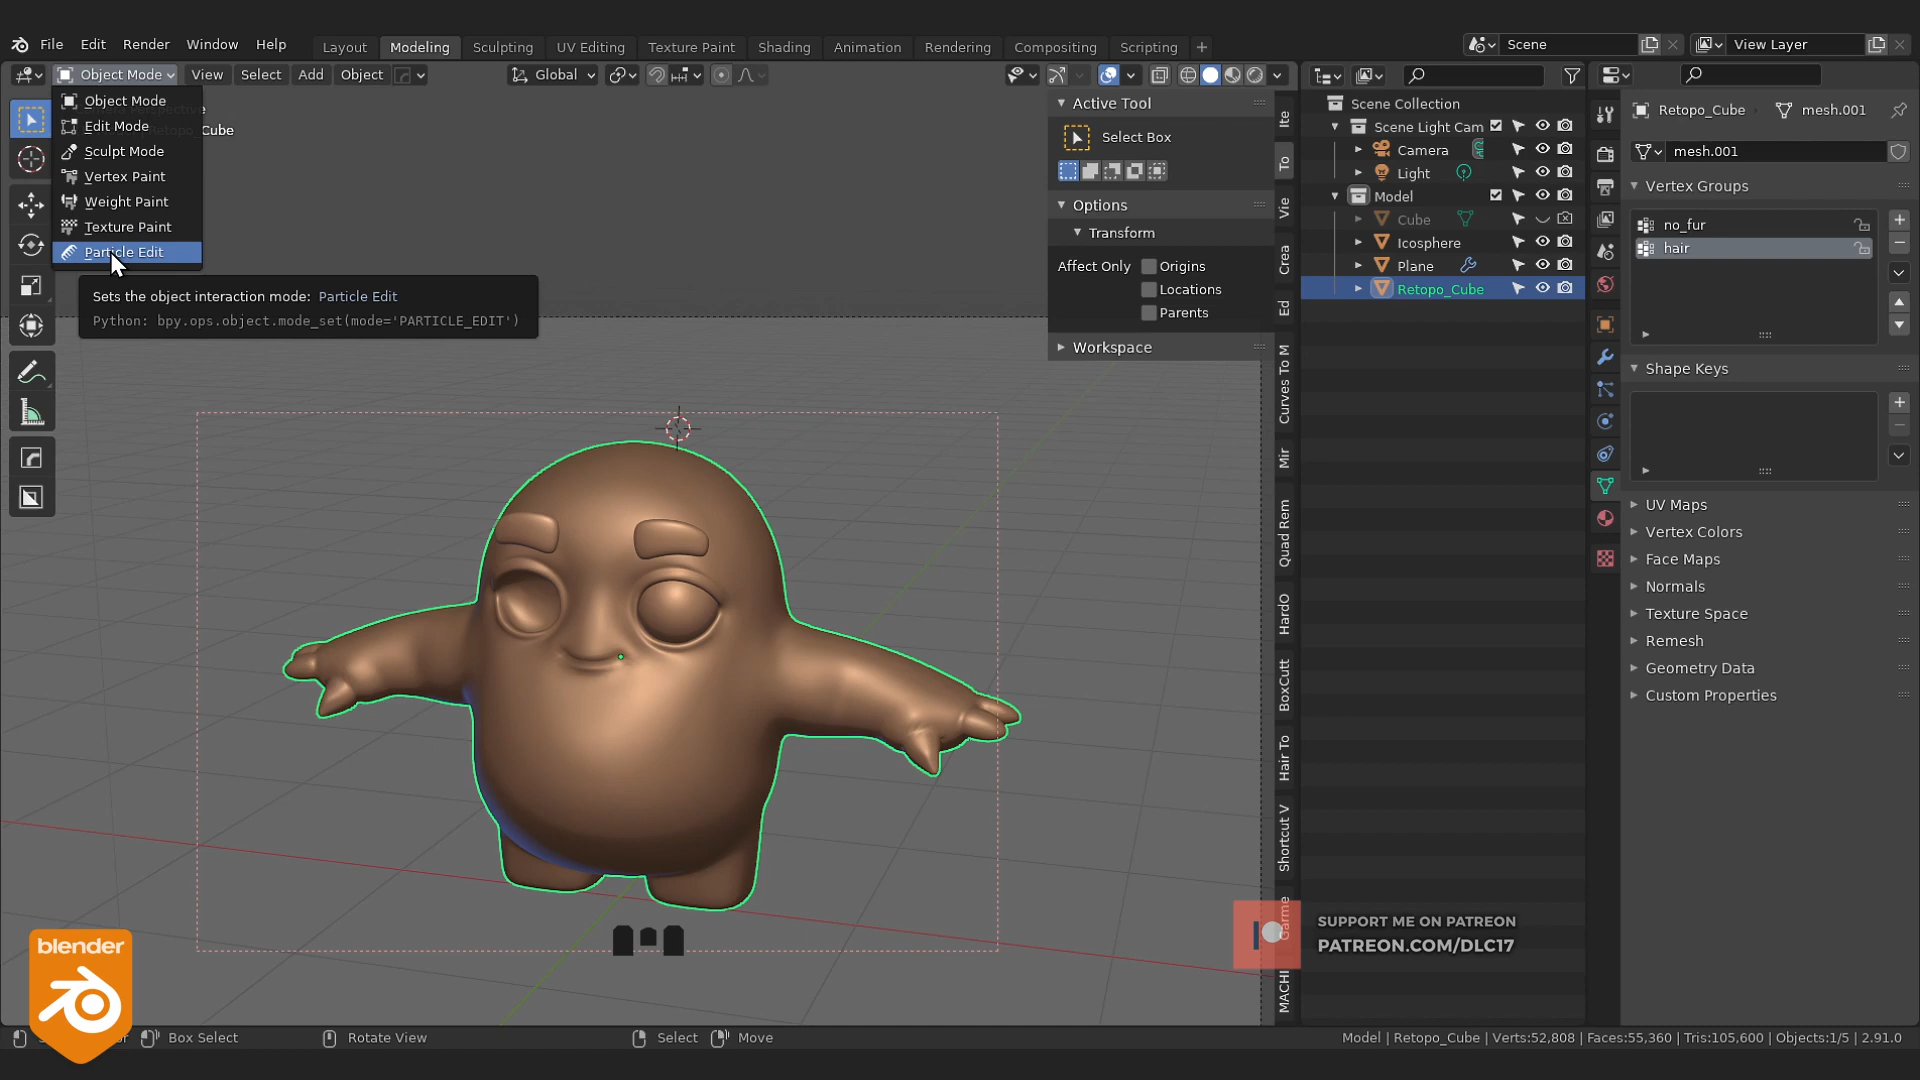 File Edit Render Window Help Layout Modeling Sculpting UV Editing Texture Paint Shading Animation Rendering Compositing Scripting + Scene View Layer
Object Mode View Select Add Object Global
Object Mode
Edit Mode
Sculpt Mode
Vertex Paint
Weight Paint
Texture Paint
Particle Edit
Cube
Sets the object interaction mode: Particle Edit
Python: bpy.ops.object.mode_set(mode='PARTICLE_EDIT')
Active Tool
Select Box
Options
Transform
Affect Only Origins
Locations
Parents
Workspace
Ite
To
Vie
Crea
Ed
Curves To M
Mir
Quad Rem
HardO
BoxCutt
Hair To
Shortcut V
MACHI
Scene Collection
Scene Light Cam
Camera
Light
Model
Cube
Icosphere
Plane
Retopo_Cube
Retopo_Cube mesh.001
mesh.001
Vertex Groups
no_fur
hair
Shape Keys
UV Maps
Vertex Colors
Face Maps
Normals
Texture Space
Remesh
Geometry Data
Custom Properties
SUPPORT ME ON PATREON
PATREON.COM/DLC17
blender
Box Select Rotate View Select Move
Model | Retopo_Cube | Verts:52,808 | Faces:55,360 | Tris:105,600 | Objects:1/5 | 2.91.0